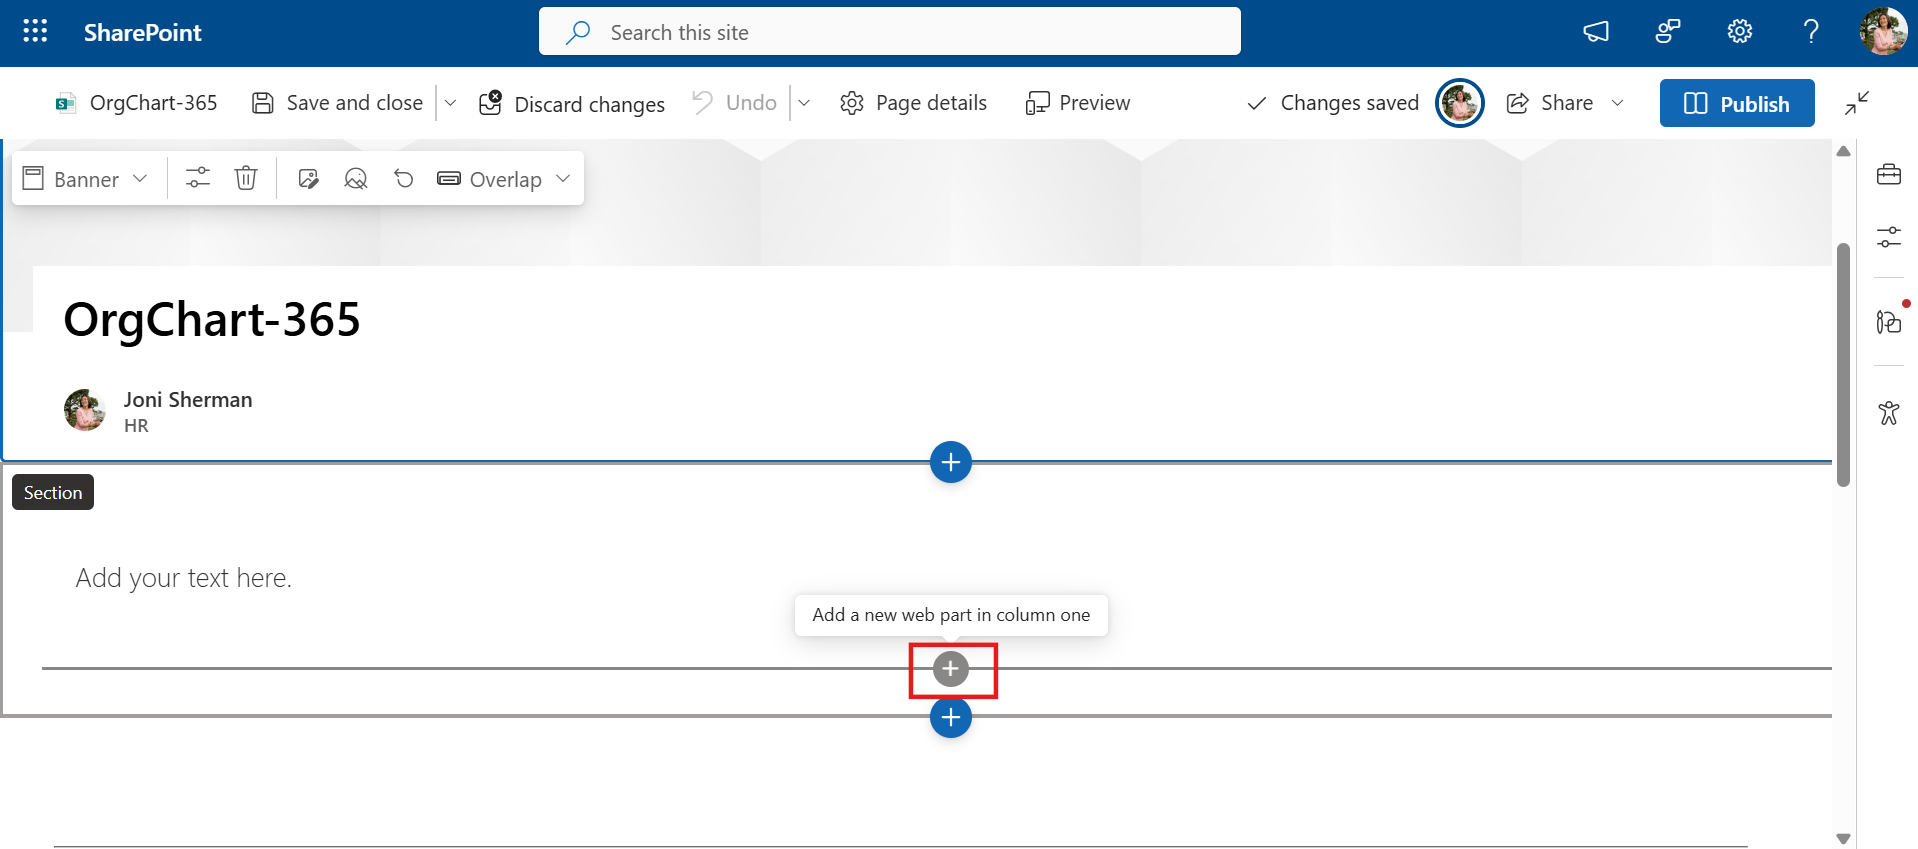 SharePoint
Search this site
OrgChart-365
Save and close
Discard changes
Undo
Page details
Preview
Changes saved
Share
Publish
Banner
Overlap
OrgChart-365
Joni Sherman
HR
Section
Add your text here.
Add a new web part in column one